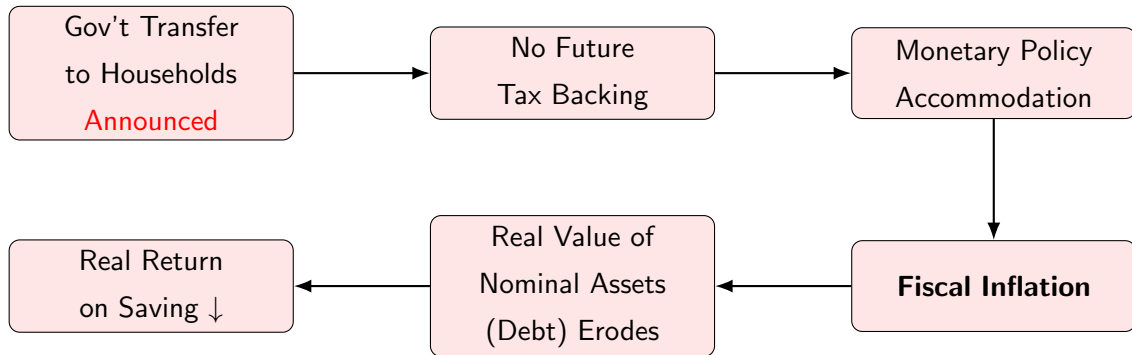 Gov't Transfer
to Households
Announced
No Future
Tax Backing
Monetary Policy
Accommodation
Fiscal Inflation
Real Value of
Nominal Assets
(Debt) Erodes
Real Return
on Saving ↓